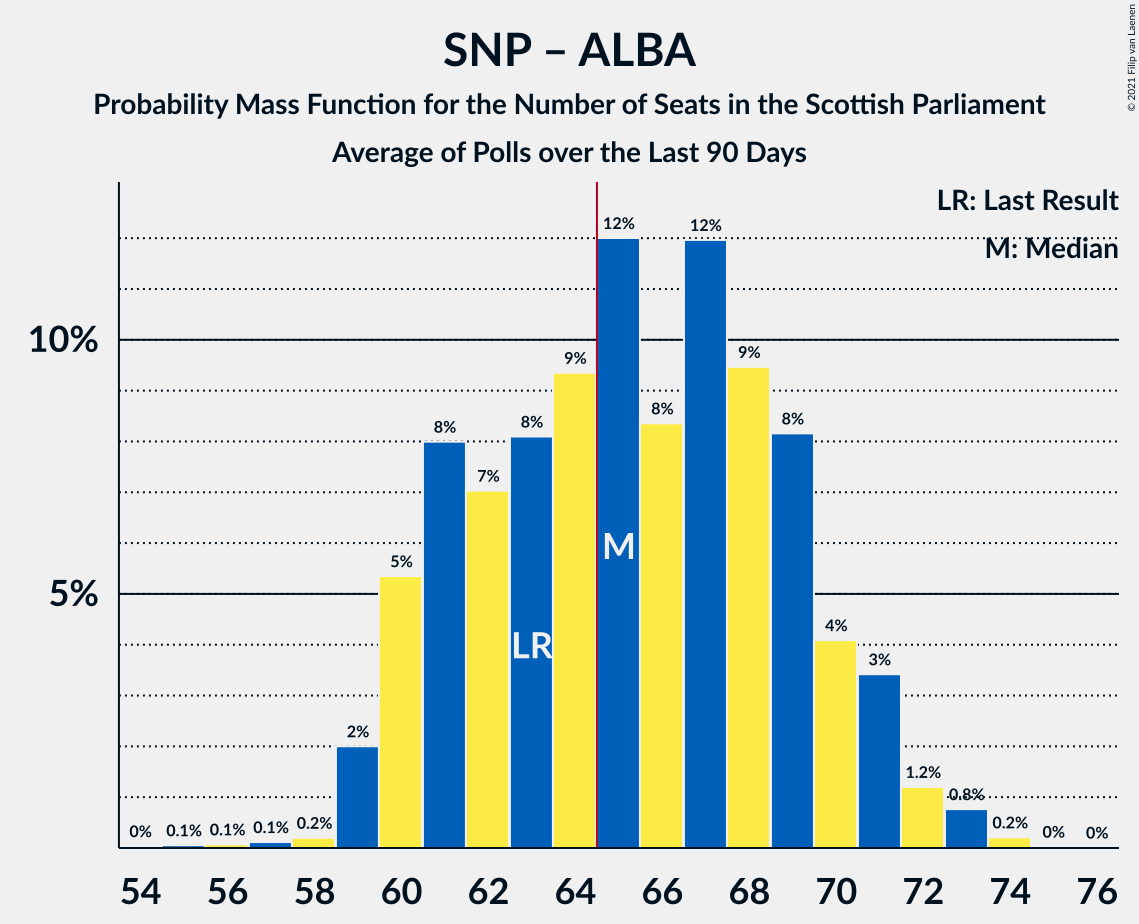 SNP – ALBA
Probability Mass Function for the Number of Seats in the Scottish Parliament
Average of Polls over the Last 90 Days
© 2021 Filip van Laenen
LR: Last Result
M: Median
12% 12%
10%
9% 9%
8% 8% 8% 8%
7%
M
5%
5%
LR
4%
3%
2%
1.2%
0.8%
0% 0.1% 0.1% 0.1% 0.2% 0.2% 0% 0%
54 56 58 60 62 64 66 68 70 72 74 76